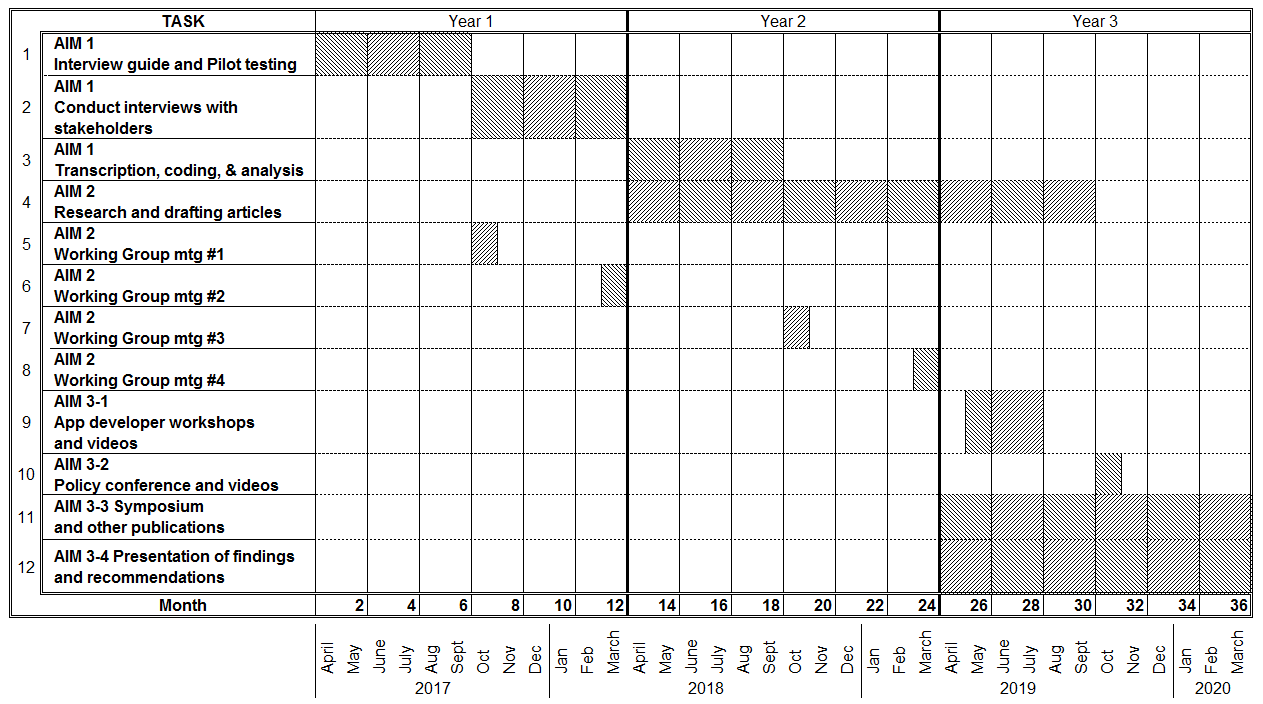 TASK Year 1 Year 2 Year 3
1
AIM 1
Interview guide and Pilot testing
2
AIM 1
Conduct interviews with
stakeholders
3
AIM 1
Transcription, coding, & analysis
4
AIM 2
Research and drafting articles
5
AIM 2
Working Group mtg #1
6
AIM 2
Working Group mtg #2
7
AIM 2
Working Group mtg #3
8
AIM 2
Working Group mtg #4
9
AIM 3-1
App developer workshops
and videos
10
AIM 3-2
Policy conference and videos
11
AIM 3-3 Symposium
and other publications
12
AIM 3-4 Presentation of findings
and recommendations
Month 2 4 6 8 10 12 14 16 18 20 22 24 26 28 30 32 34 36
April May June July Aug Sept Oct Nov Dec Jan Feb March April May June July Aug Sept Oct Nov Dec Jan Feb March April May June July Aug Sept Oct Nov Dec Jan Feb March
2017 2018 2019 2020